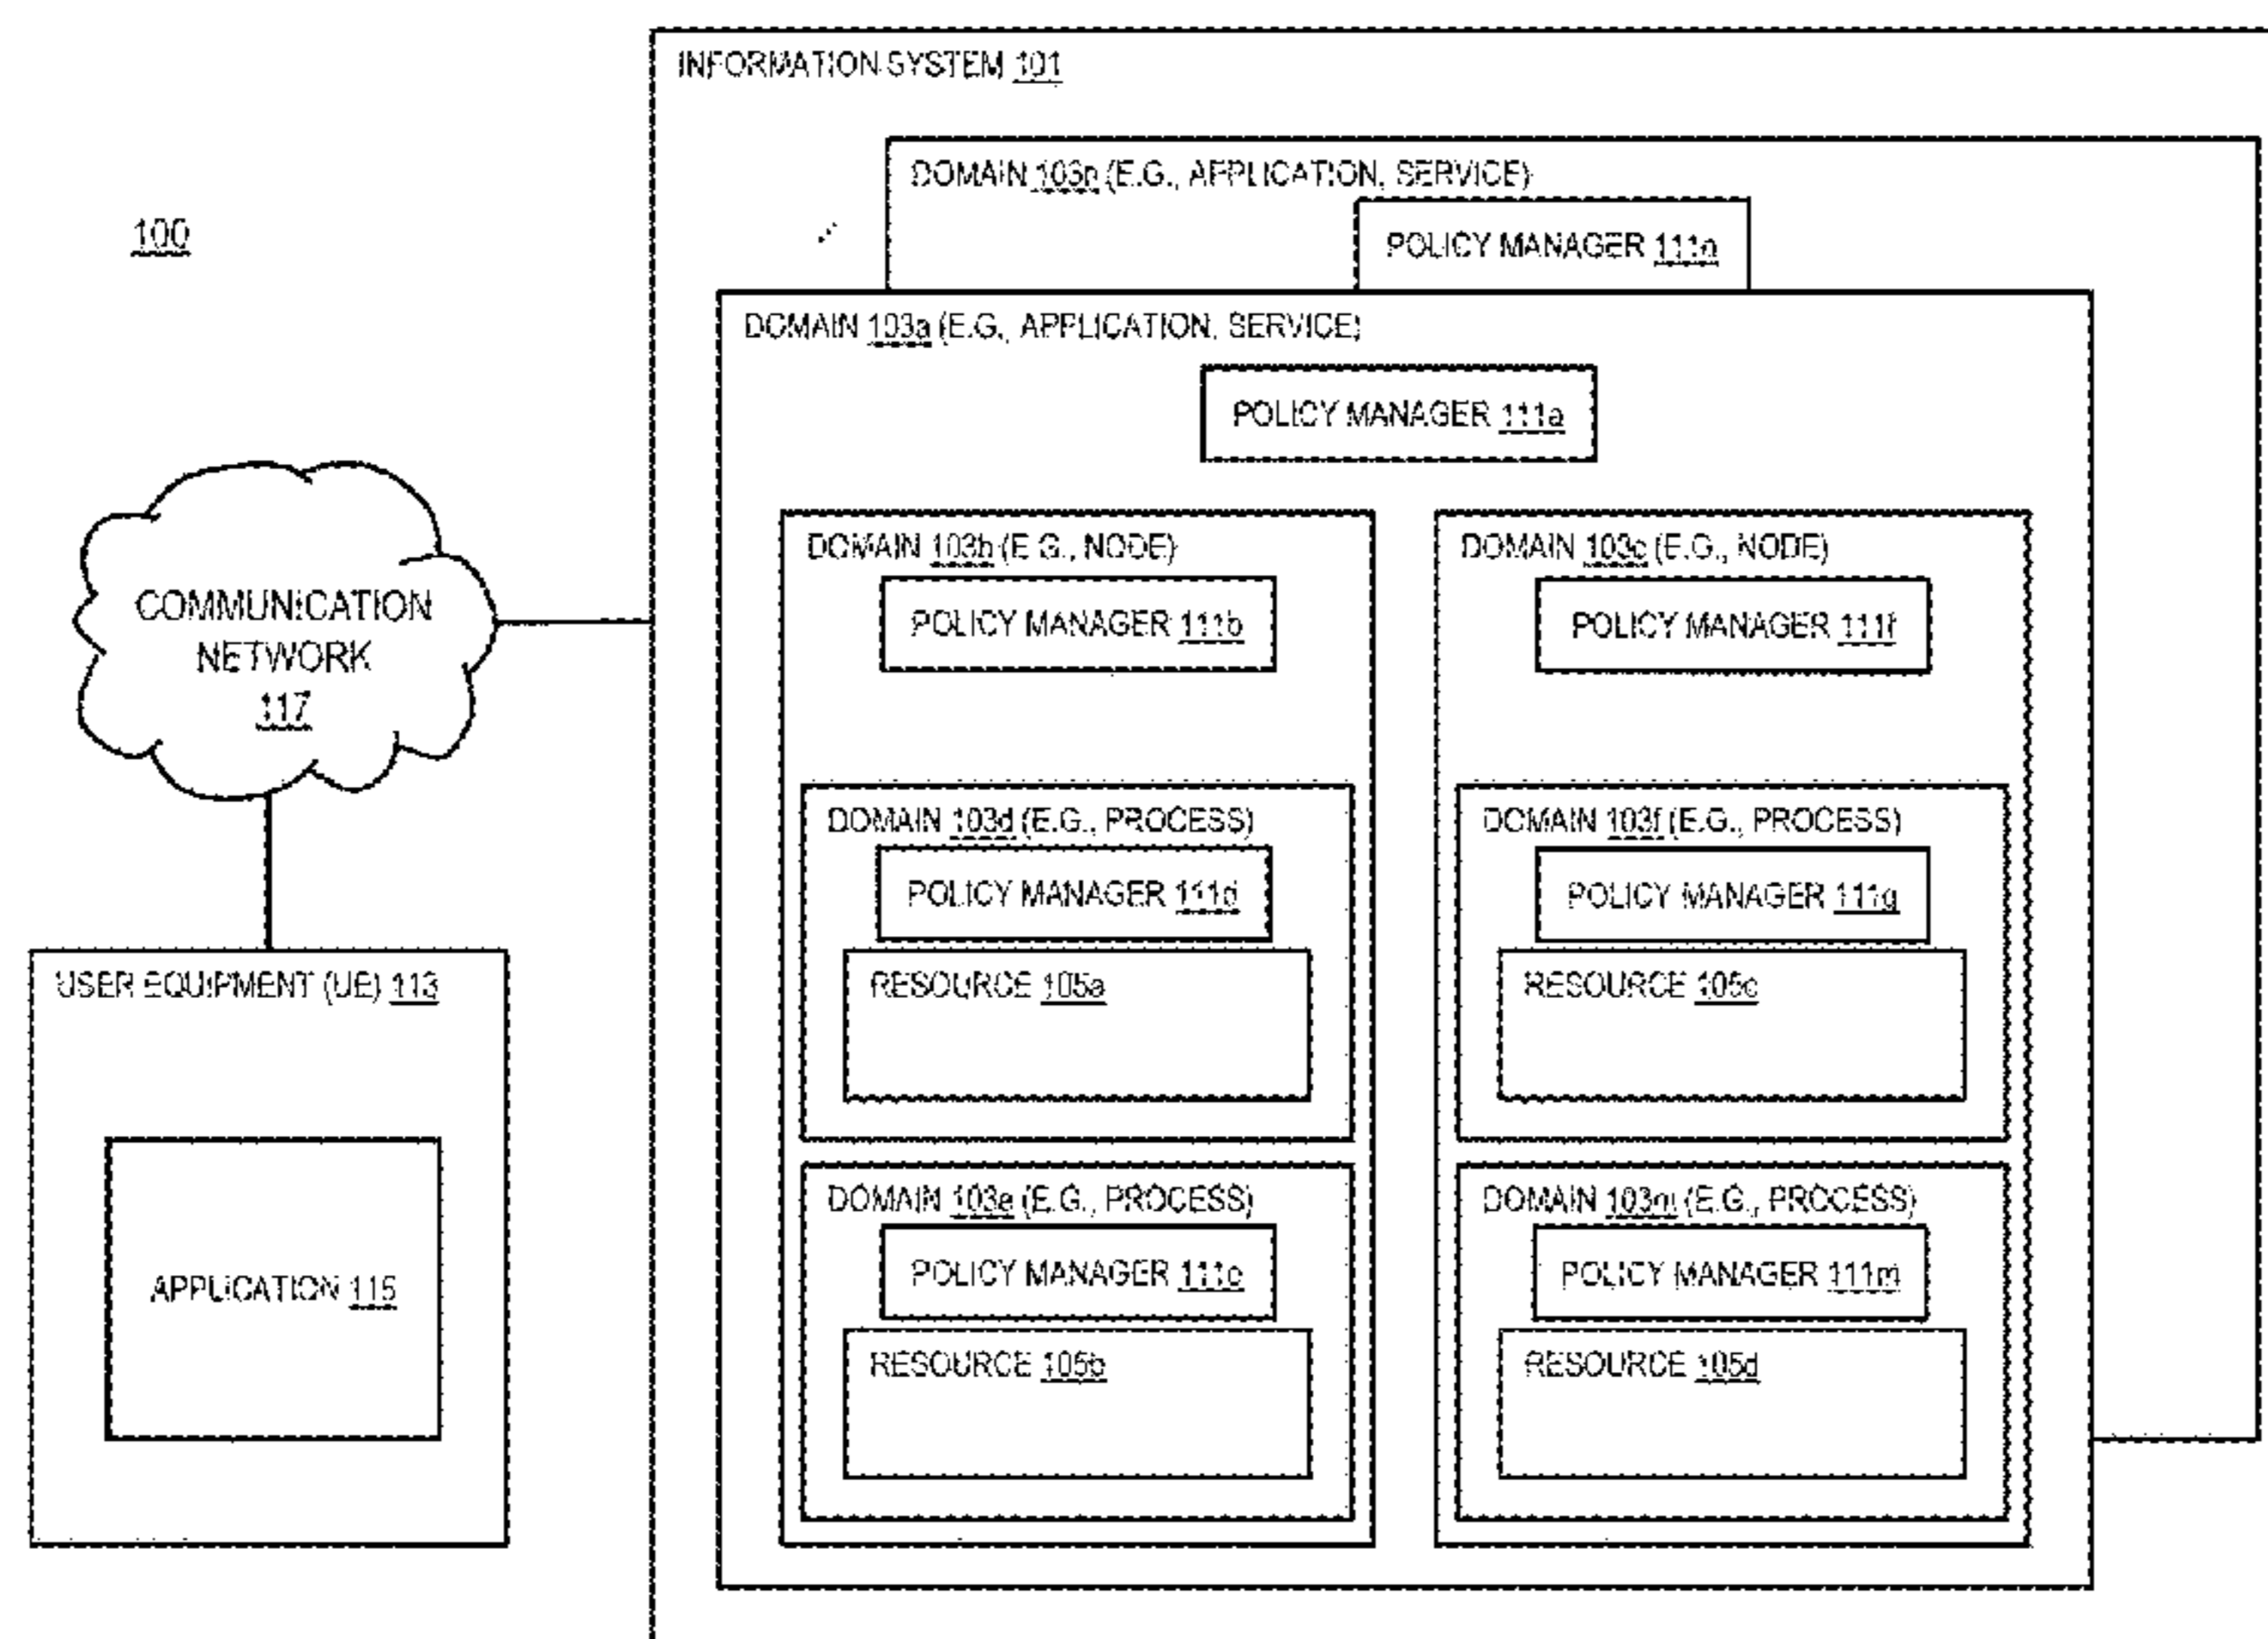 INFORMATION SYSTEM 101
DOMAIN 103n (E.G., APPLICATION, SERVICE)
100
POLICY MANAGER 111n
DOMAIN 103a (E.G., APPLICATION, SERVICE)
POLICY MANAGER 111a
DOMAIN 103b (E.G., NODE)
DOMAIN 103c (E.G., NODE)
POLICY MANAGER 111b
POLICY MANAGER 111f
COMMUNICATION
NETWORK
117
DOMAIN 103d (E.G., PROCESS)
DOMAIN 103f (E.G., PROCESS)
POLICY MANAGER 111d
POLICY MANAGER 111g
USER EQUIPMENT (UE) 113
RESOURCE 105a
RESOURCE 105c
DOMAIN 103e (E.G., PROCESS)
DOMAIN 103m (E.G., PROCESS)
POLICY MANAGER 111e
POLICY MANAGER 111m
APPLICATION 115
RESOURCE 105b
RESOURCE 105d